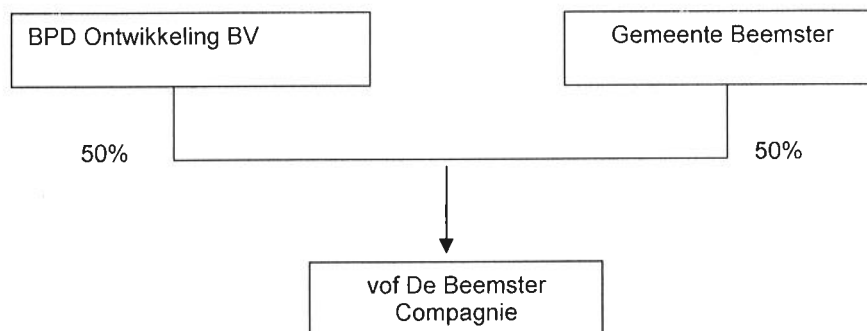 BPD Ontwikkeling BV
Gemeente Beemster
50%
50%
vof De Beemster
Compagnie